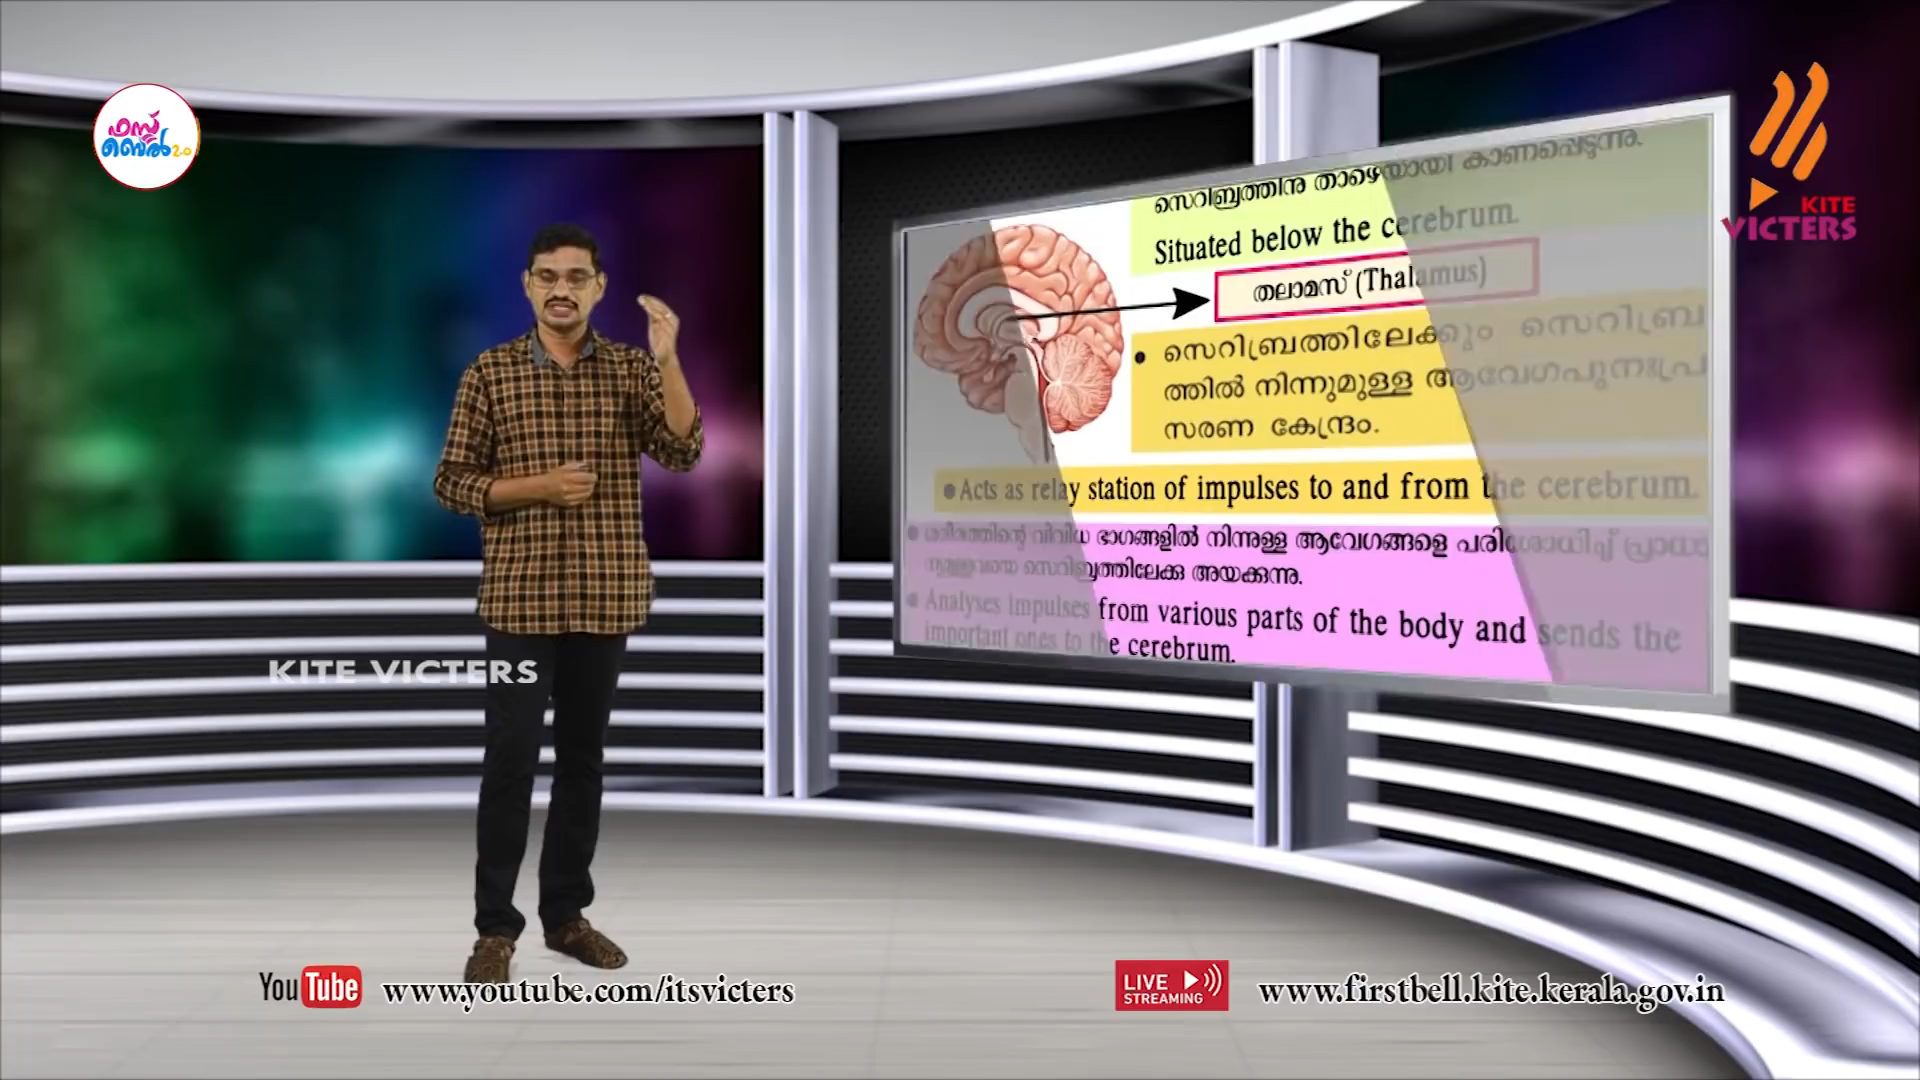 ഫസ്റ്റ്
ബെൽ 2.0
KITE
VICTERS
സെറിബ്രത്തിനു താഴെയായി കാണപ്പെടുന്നു.
Situated below the cerebrum.
തലാമസ് (Thalamus)
• സെറിബ്രത്തിലേക്കും സെറിബ്ര
ത്തിൽ നിന്നുമുള്ള ആവേഗപുനഃപ്ര
സരണ കേന്ദ്രം.
• Acts as relay station of impulses to and from the cerebrum.
• ശരീരത്തിന്റെ വിവിധ ഭാഗങ്ങളിൽ നിന്നുള്ള ആവേഗങ്ങളെ പരിശോധിച്ച് പ്രാധാ
ന്യമുള്ളവയെ സെറിബ്രത്തിലേക്കു അയക്കുന്നു.
• Analyses impulses from various parts of the body and sends the
important ones to the cerebrum.
KITE VICTERS
YouTube www.youtube.com/itsvicters
LIVE
STREAMING
www.firstbell.kite.kerala.gov.in